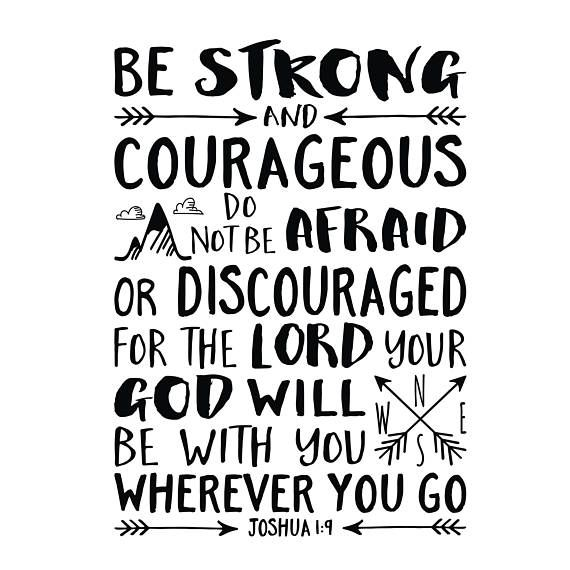 BE STRONG
AND
COURAGEOUS
DO
NOT BE AFRAID
OR DISCOURAGED
FOR THE LORD YOUR
GOD WILL
N
W E
S
BE WITH YOU
WHEREVER YOU GO
JOSHUA 1:9